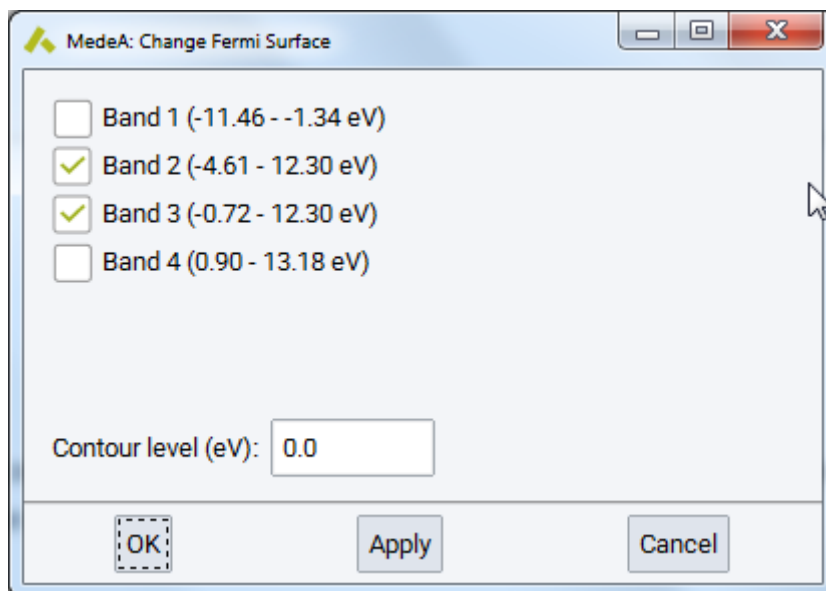 MedeA: Change Fermi Surface
Band 1 (-11.46 - -1.34 eV)
Band 2 (-4.61 - 12.30 eV)
Band 3 (-0.72 - 12.30 eV)
Band 4 (0.90 - 13.18 eV)
Contour level (eV): 0.0
OK Apply Cancel